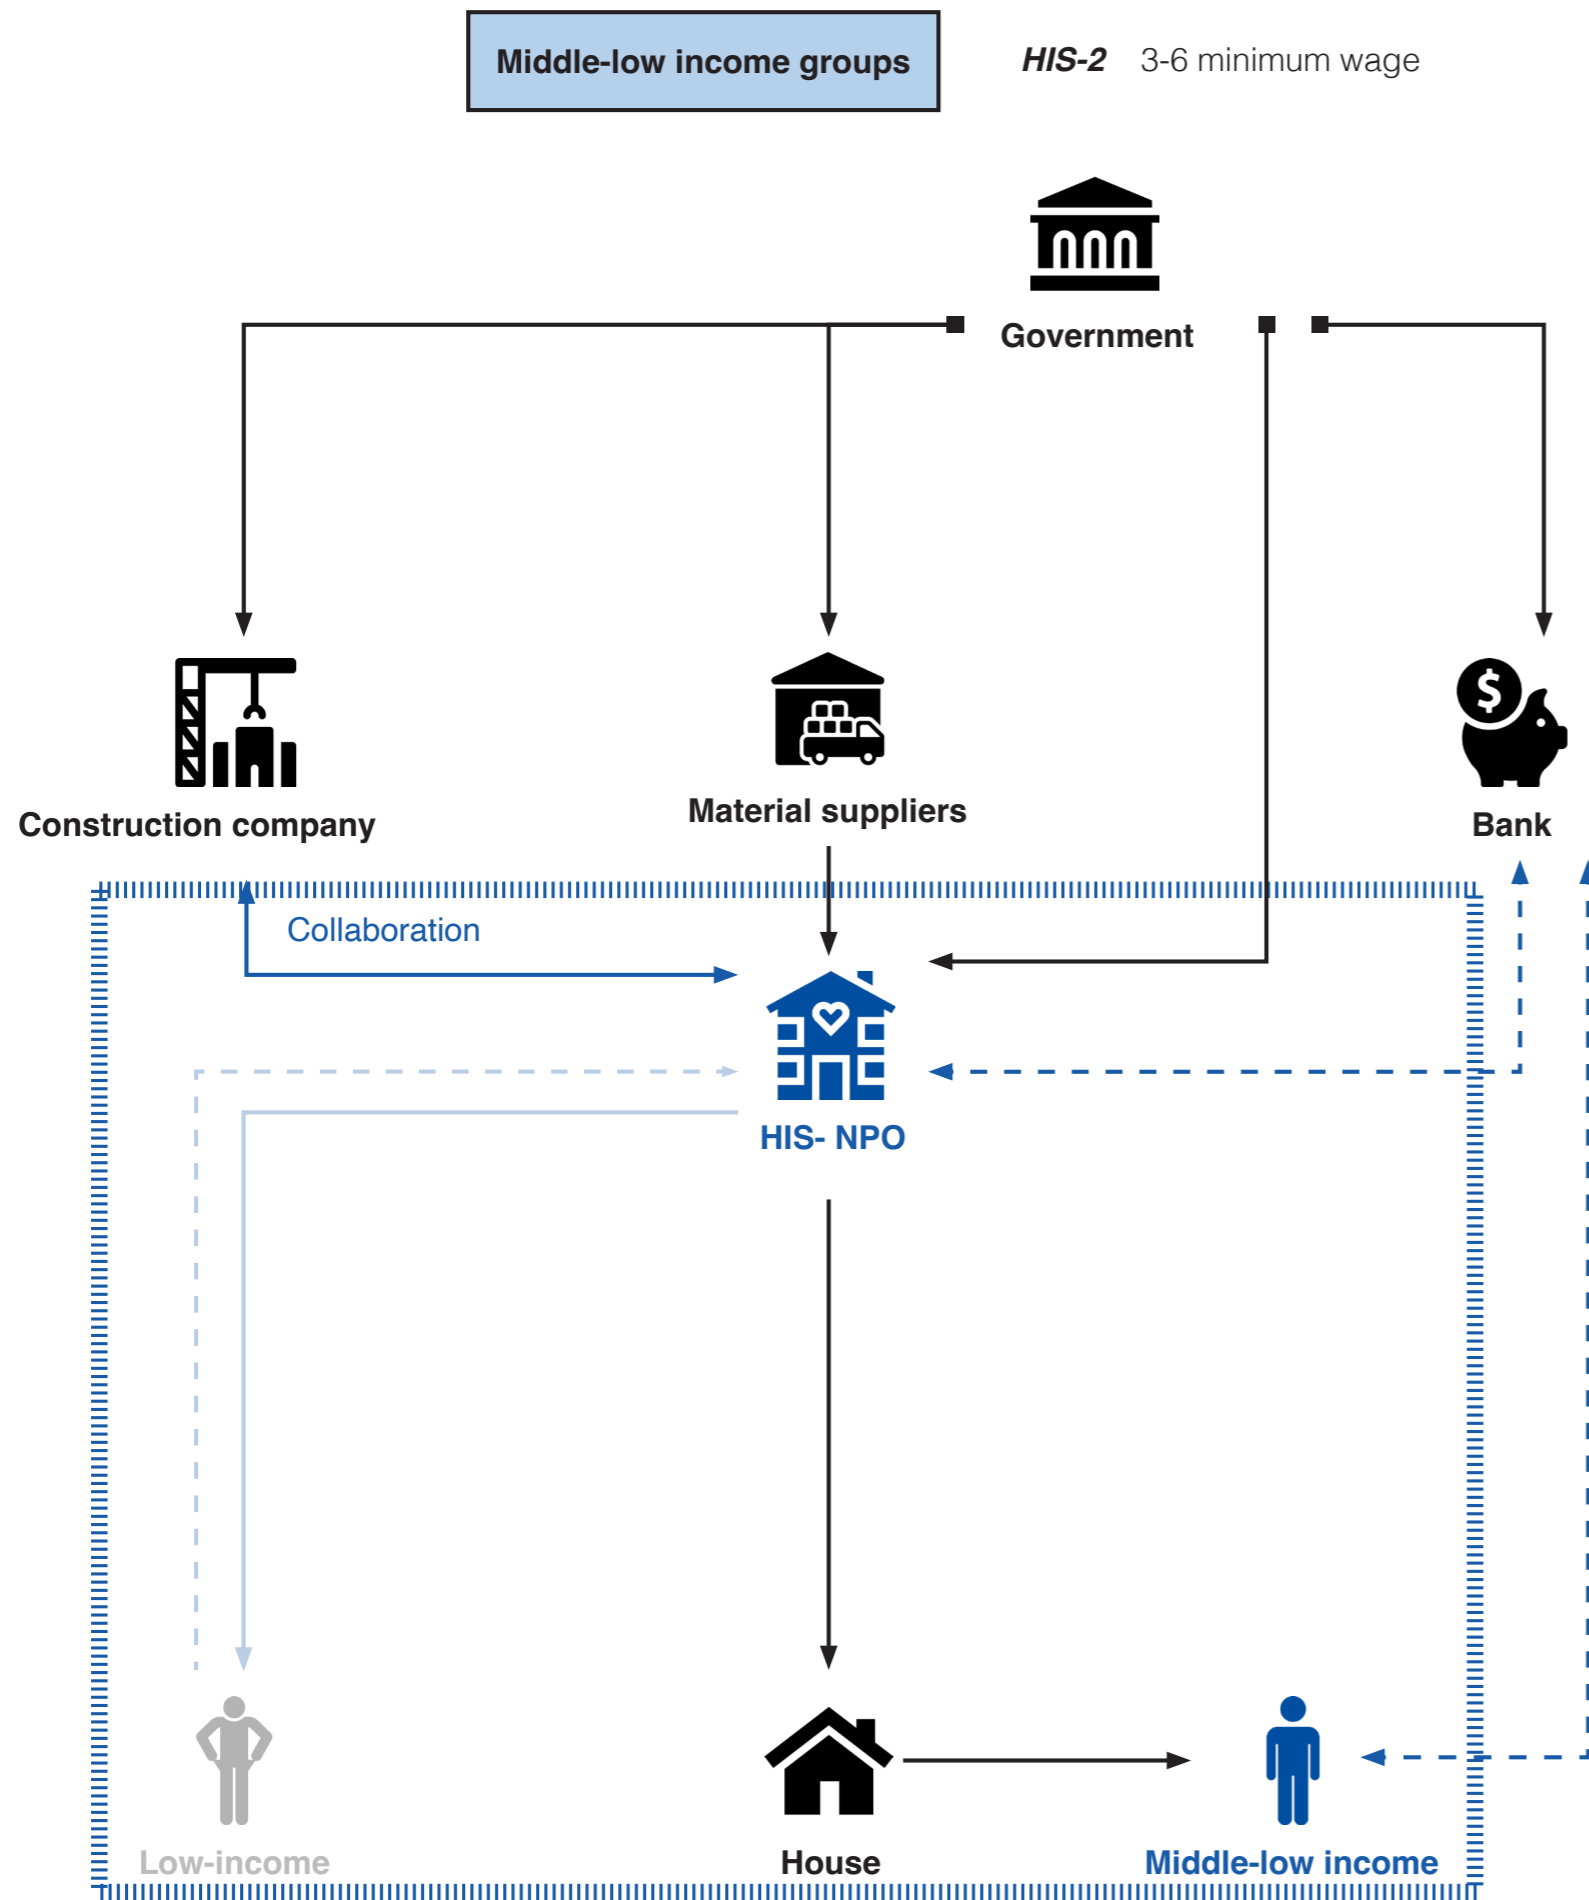 Middle-low income groups
HIS-2 3-6 minimum wage
Government
$
Construction company
Material suppliers
Bank
Collaboration
HIS- NPO
Low-income
House
Middle-low income